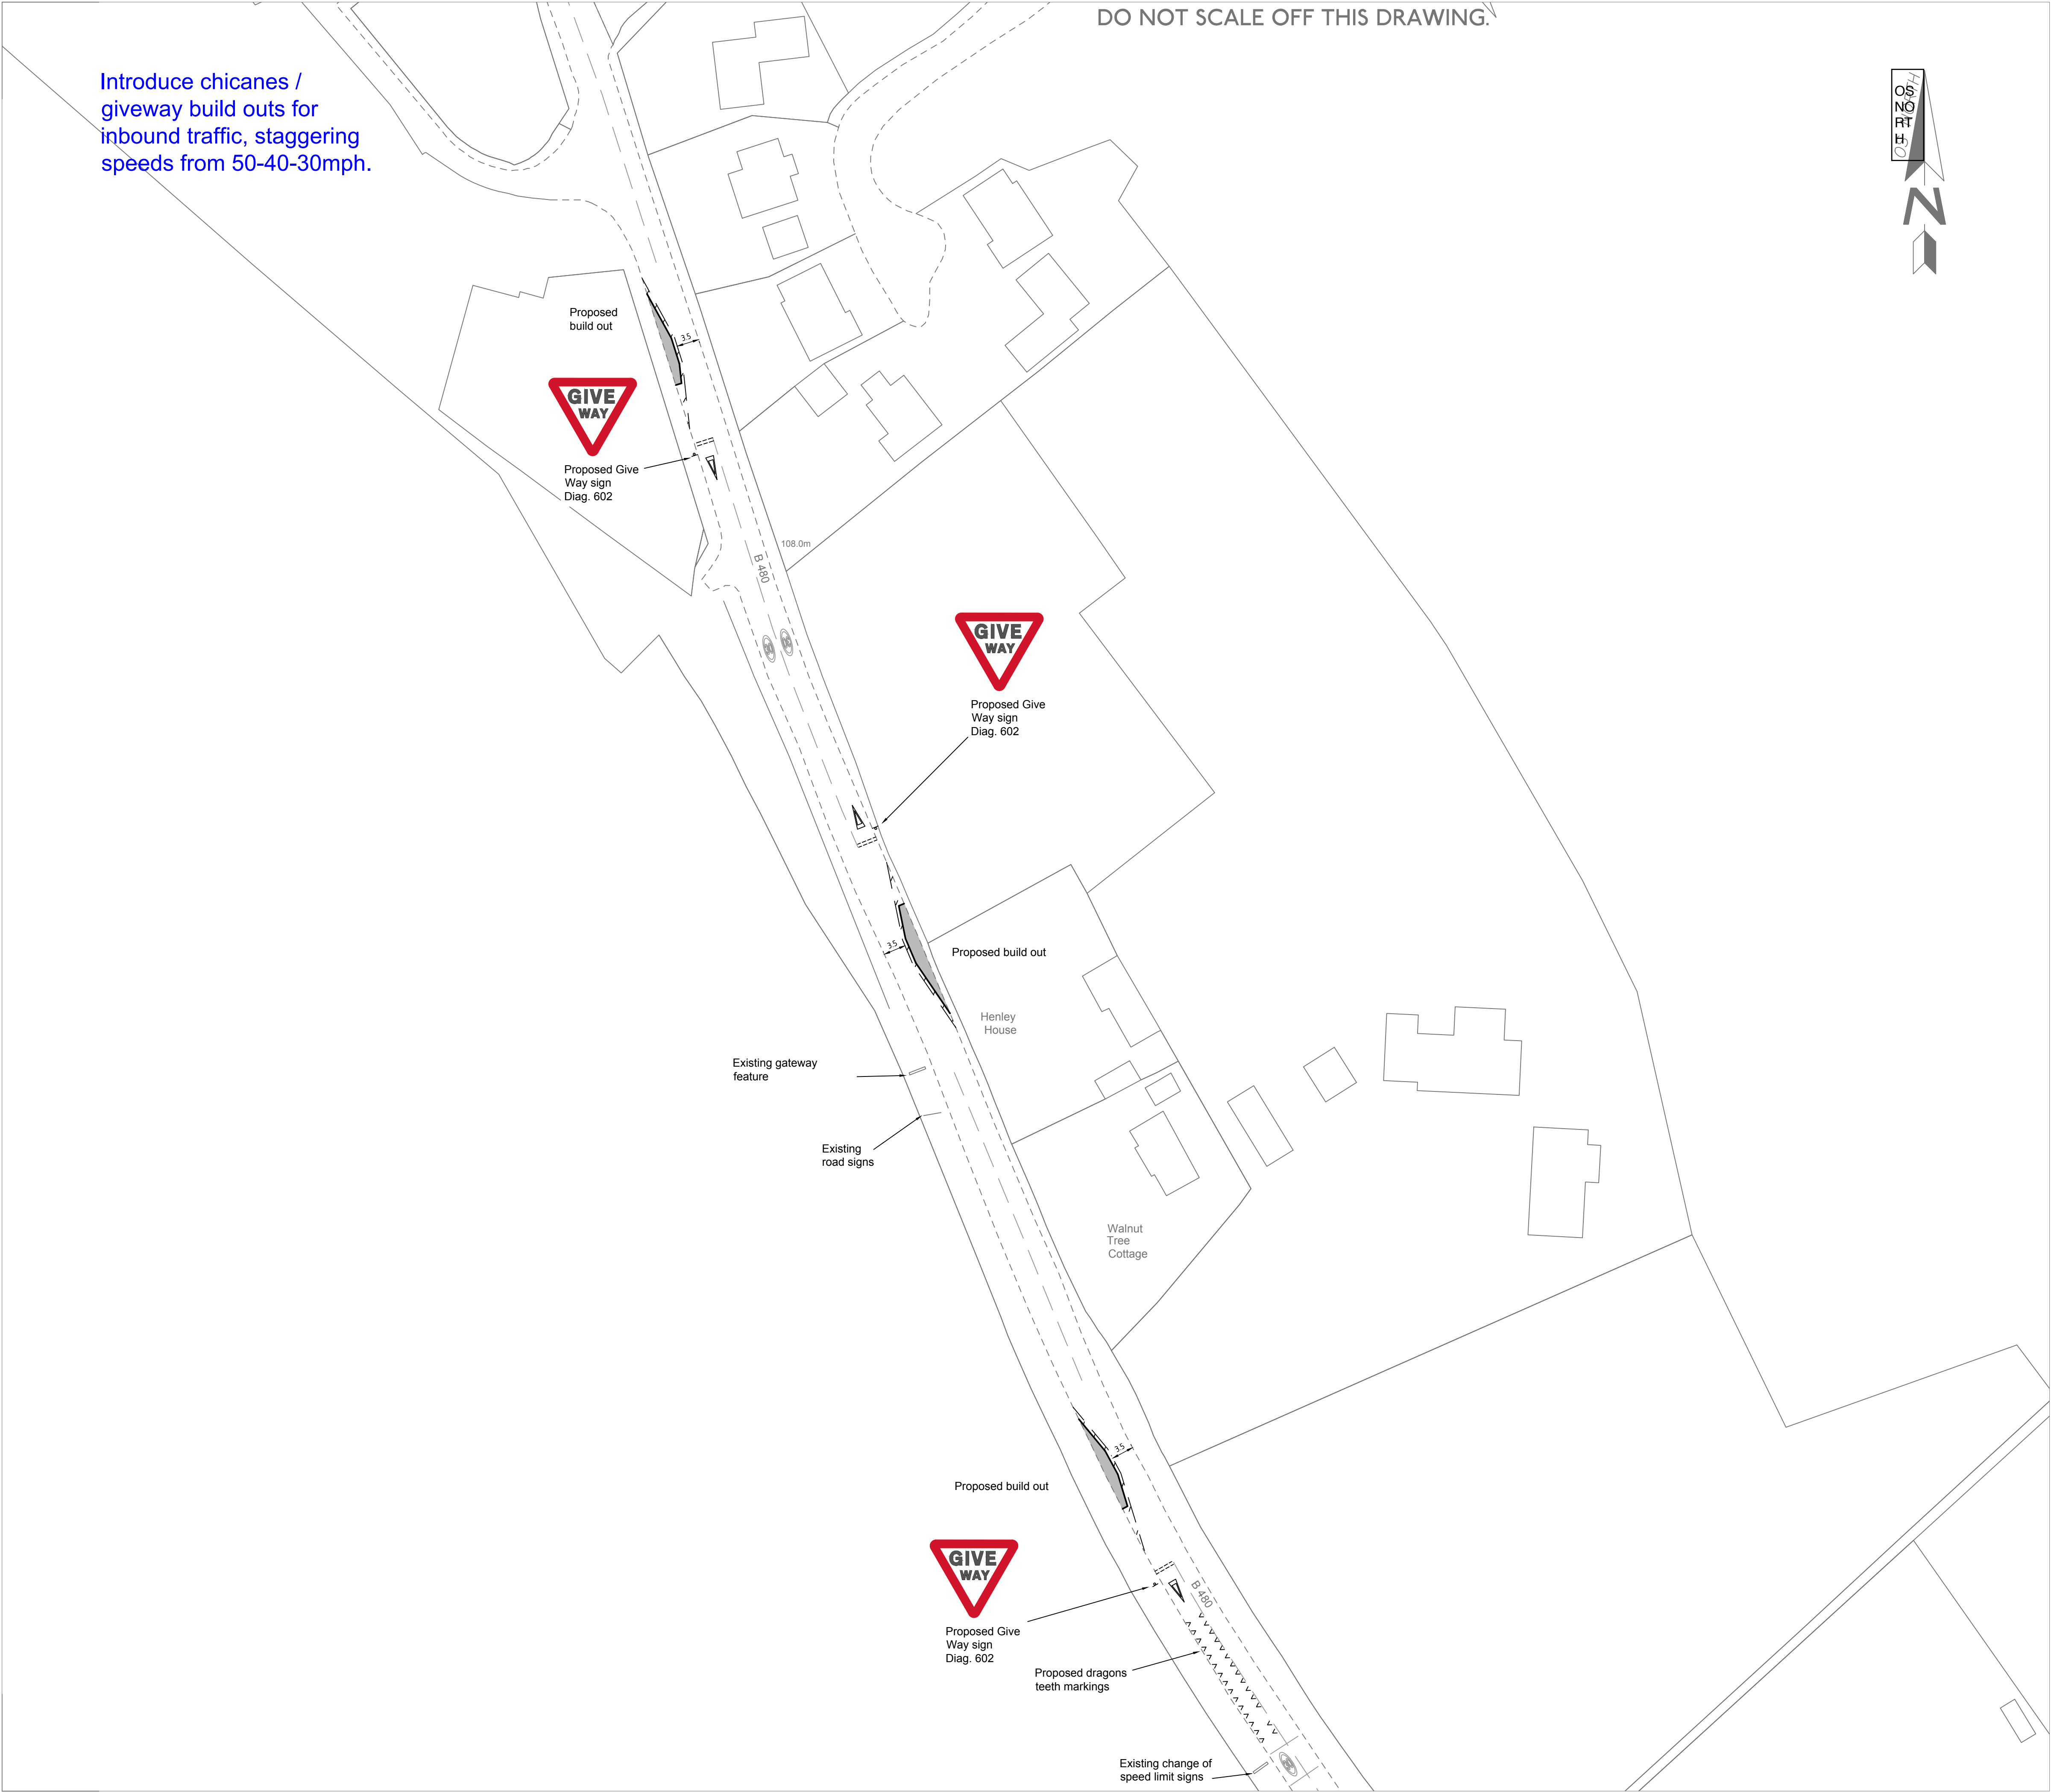 DO NOT SCALE OFF THIS DRAWING.
Introduce chicanes /
giveway build outs for
inbound traffic, staggering
speeds from 50-40-30mph.
OS
NO
RT
H
N
Proposed
build out
3.5
GIVE
WAY
Proposed Give
Way sign
Diag. 602
108.0m
B 480
30
30
GIVE
WAY
Proposed Give
Way sign
Diag. 602
3.5
Proposed build out
Henley
House
Existing gateway
feature
Existing
road signs
Walnut
Tree
Cottage
3.5
Proposed build out
GIVE
WAY
Proposed Give
Way sign
Diag. 602
B 480
Proposed dragons
teeth markings
Existing change of
speed limit signs